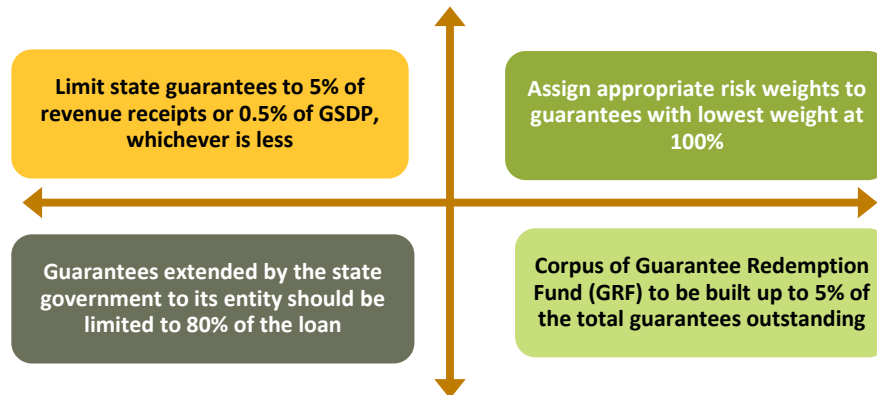 Limit state guarantees to 5% of
revenue receipts or 0.5% of GSDP,
whichever is less
Assign appropriate risk weights to
guarantees with lowest weight at
100%
Guarantees extended by the state
government to its entity should be
limited to 80% of the loan
Corpus of Guarantee Redemption
Fund (GRF) to be built up to 5% of
the total guarantees outstanding